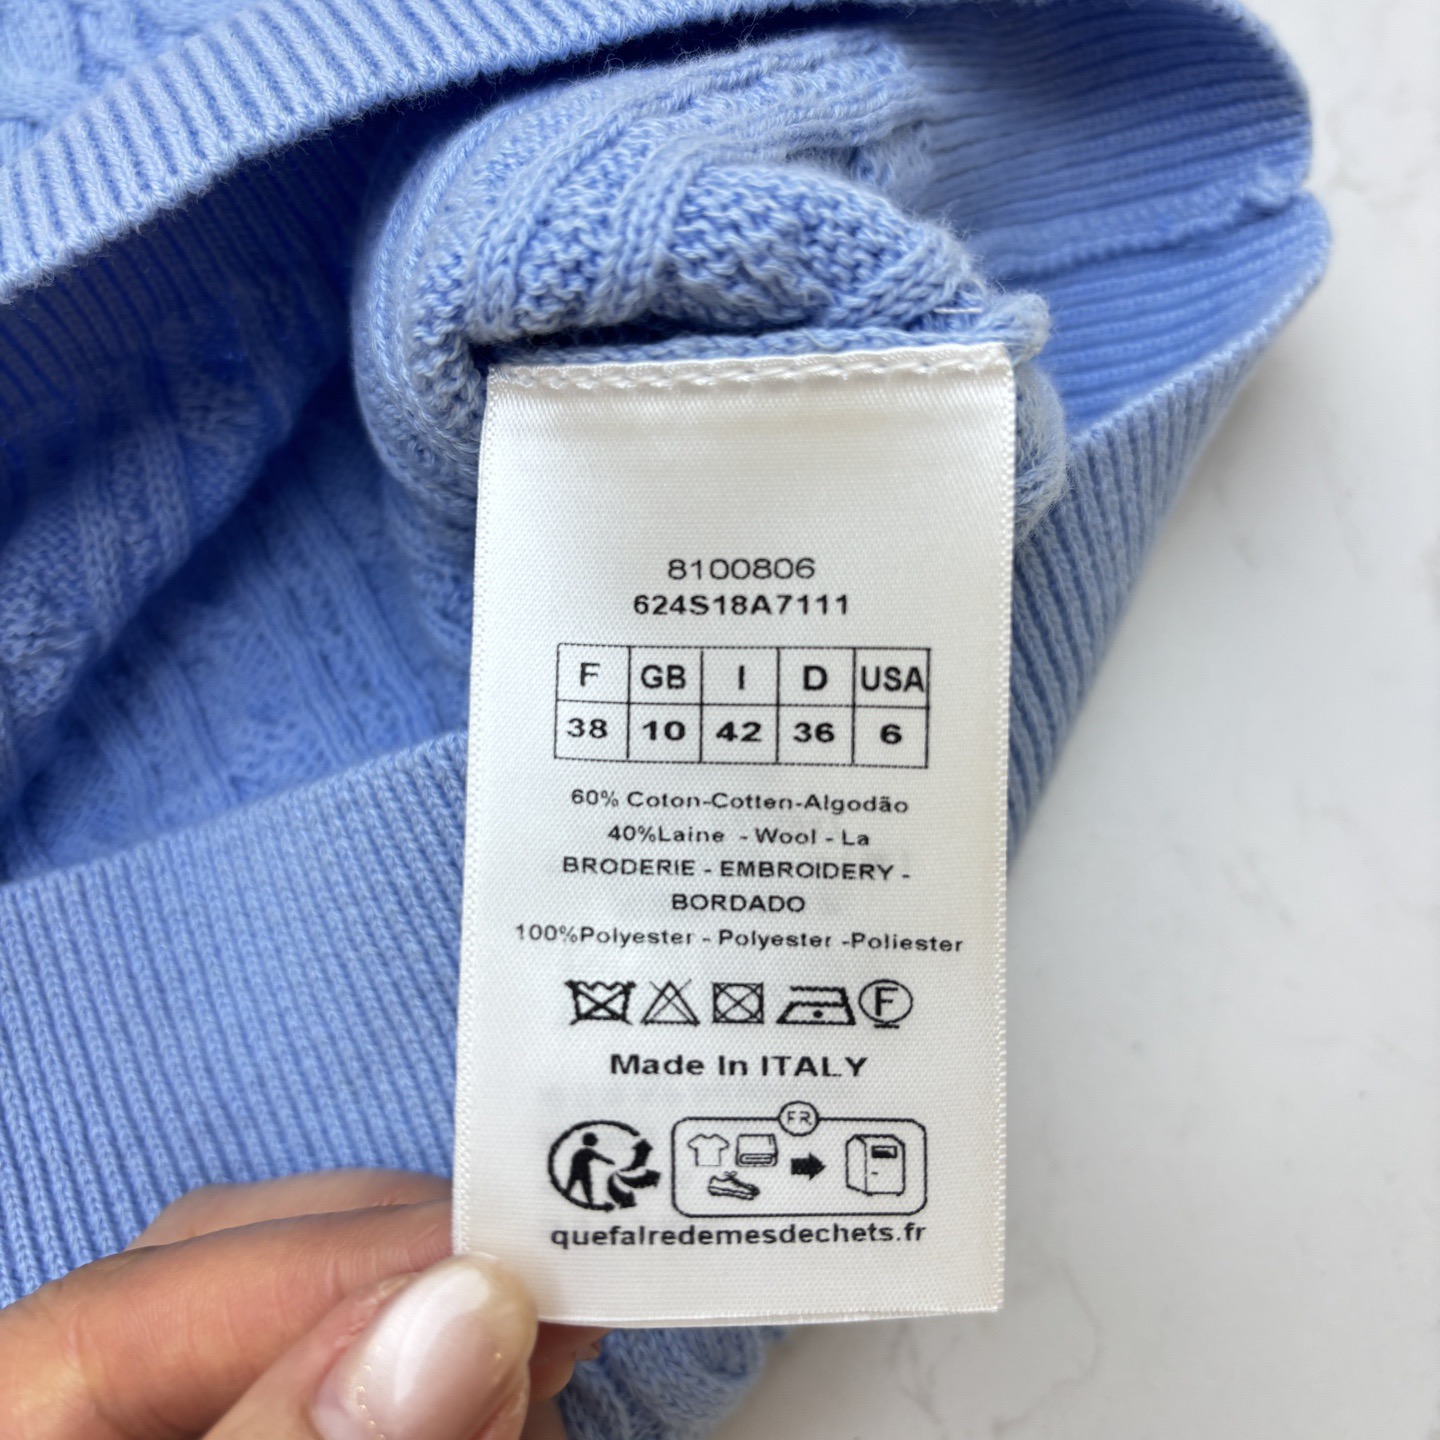 8100806
624S18A7111
F GB I D USA
38 10 42 36 6
60% Coton-Cotten-Algodão
40%Laine - Wool - La
BRODERIE - EMBROIDERY -
BORDADO
100%Polyester - Polyester -Poliester
F
Made In ITALY
FR
quefairedemesdechets.fr